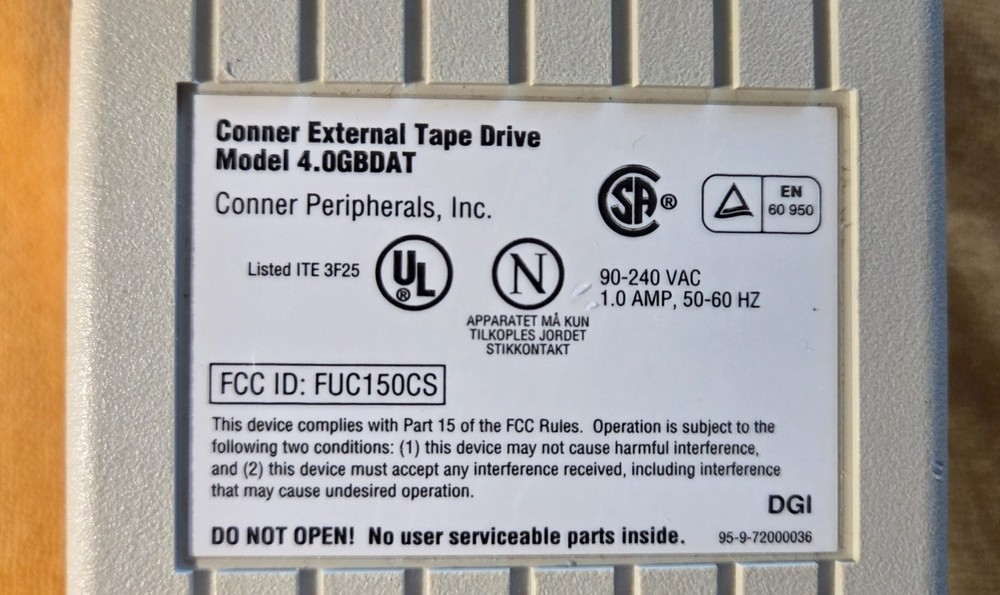 Conner External Tape Drive
Model 4.0GBDAT
Conner Peripherals, Inc.
SA®
EN
60 950
Listed ITE 3F25
UL
®
N
90-240 VAC
1.0 AMP, 50-60 HZ
APPARATET MÅ KUN
TILKOPLES JORDET
STIKKONTAKT
FCC ID: FUC150CS
This device complies with Part 15 of the FCC Rules. Operation is subject to the
following two conditions: (1) this device may not cause harmful interference,
and (2) this device must accept any interference received, including interference
that may cause undesired operation.
DGI
DO NOT OPEN! No user serviceable parts inside.
95-9-72000036